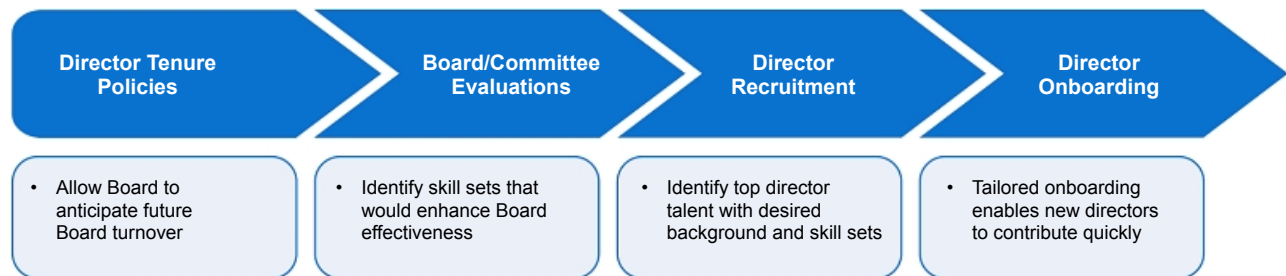 Director Tenure
Policies
Board/Committee
Evaluations
Director
Recruitment
Director
Onboarding
• Allow Board to
anticipate future
Board turnover
• Identify skill sets that
would enhance Board
effectiveness
• Identify top director
talent with desired
background and skill sets
• Tailored onboarding
enables new directors
to contribute quickly